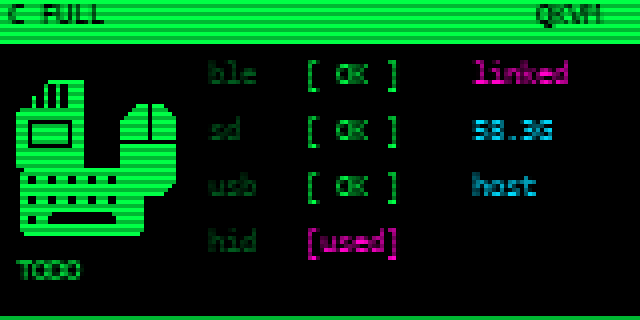 C FULL QKVM
ble [ OK ] linked
sd [ OK ] 58.3G
usb [ OK ] host
hid [used]
TODO